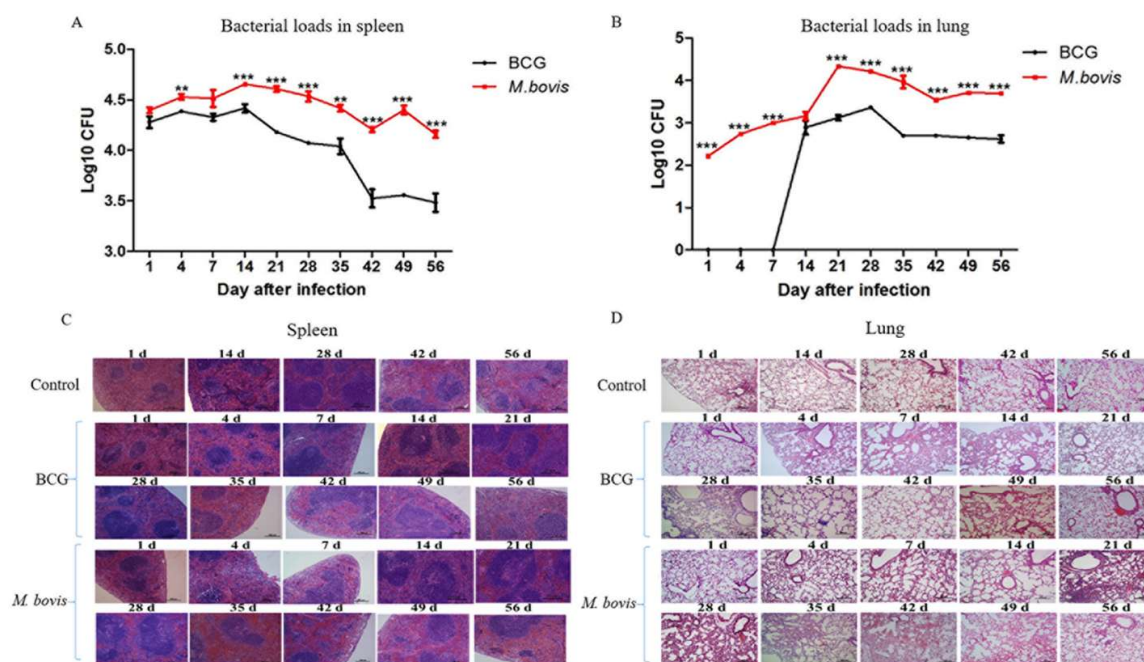 A
Bacterial loads in spleen
5.0
4.5
4.0
3.5
3.0
Log10 CFU
** *** *** *** ** *** *** ***
BCG
M.bovis
1 4 7 14 21 28 35 42 49 56
Day after infection
B
Bacterial loads in lung
5
4
3
2
1
0
Log10 CFU
*** *** *** *** *** *** *** *** ***
BCG
M.bovis
1 4 7 14 21 28 35 42 49 56
Day after infection
C
Spleen
1 d 14 d 28 d 42 d 56 d
Control
1 d 4 d 7 d 14 d 21 d
BCG
28 d 35 d 42 d 49 d 56 d
1 d 4 d 7 d 14 d 21 d
M. bovis
28 d 35 d 42 d 49 d 56 d
D
Lung
1 d 14 d 28 d 42 d 56 d
Control
1 d 4 d 7 d 14 d 21 d
BCG
28 d 35 d 42 d 49 d 56 d
1 d 4 d 7 d 14 d 21 d
M. bovis
28 d 35 d 42 d 49 d 56 d